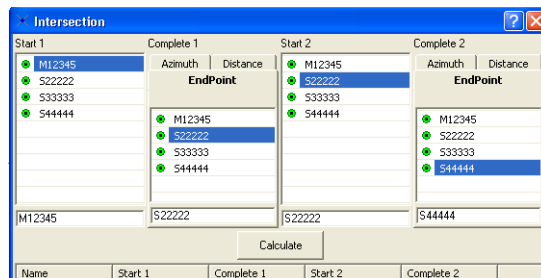 Intersection
Start 1 Complete 1 Start 2 Complete 2
M12345
S22222
S33333
S44444
Azimuth Distance
EndPoint
M12345
S22222
S33333
S44444
M12345
S22222
S33333
S44444
Azimuth Distance
EndPoint
M12345
S22222
S33333
S44444
M12345 S22222 S22222 S44444
Calculate
Name Start 1 Complete 1 Start 2 Complete 2